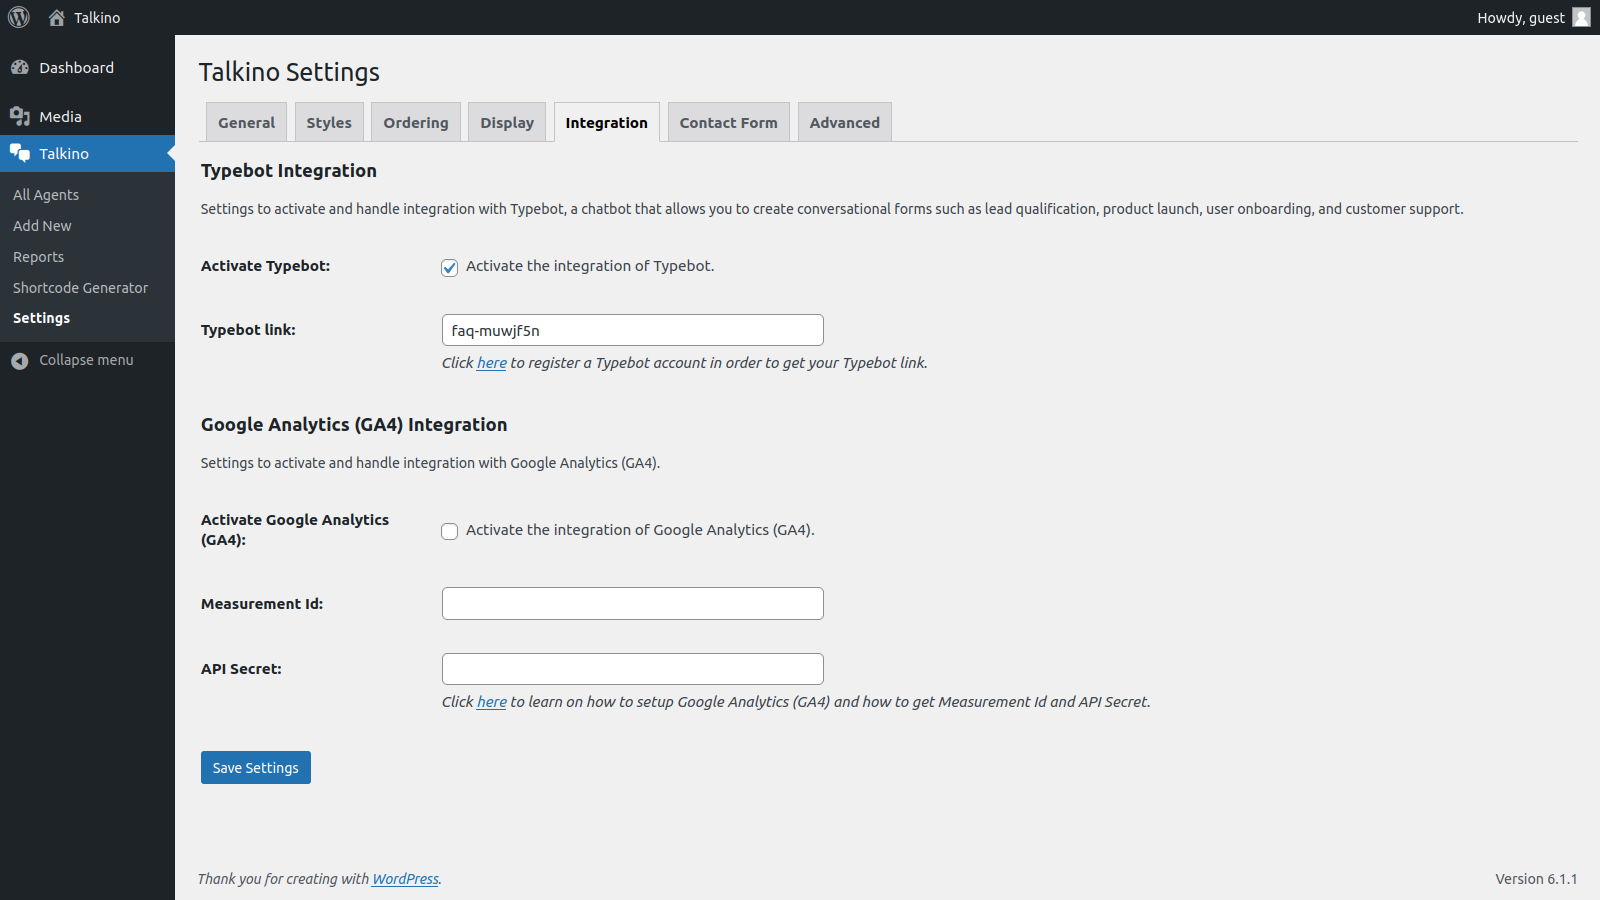 Talkino
Howdy, guest
Dashboard
Media
Talkino
All Agents
Add New
Reports
Shortcode Generator
Settings
Collapse menu
Talkino Settings
General
Styles
Ordering
Display
Integration
Contact Form
Advanced
Typebot Integration
Settings to activate and handle integration with Typebot, a chatbot that allows you to create conversational forms such as lead qualification, product launch, user onboarding, and customer support.
Activate Typebot:
Activate the integration of Typebot.
Typebot link:
faq-muwjf5n
Click here to register a Typebot account in order to get your Typebot link.
Google Analytics (GA4) Integration
Settings to activate and handle integration with Google Analytics (GA4).
Activate Google Analytics
(GA4):
Activate the integration of Google Analytics (GA4).
Measurement Id:
API Secret:
Click here to learn on how to setup Google Analytics (GA4) and how to get Measurement Id and API Secret.
Save Settings
Thank you for creating with WordPress.
Version 6.1.1